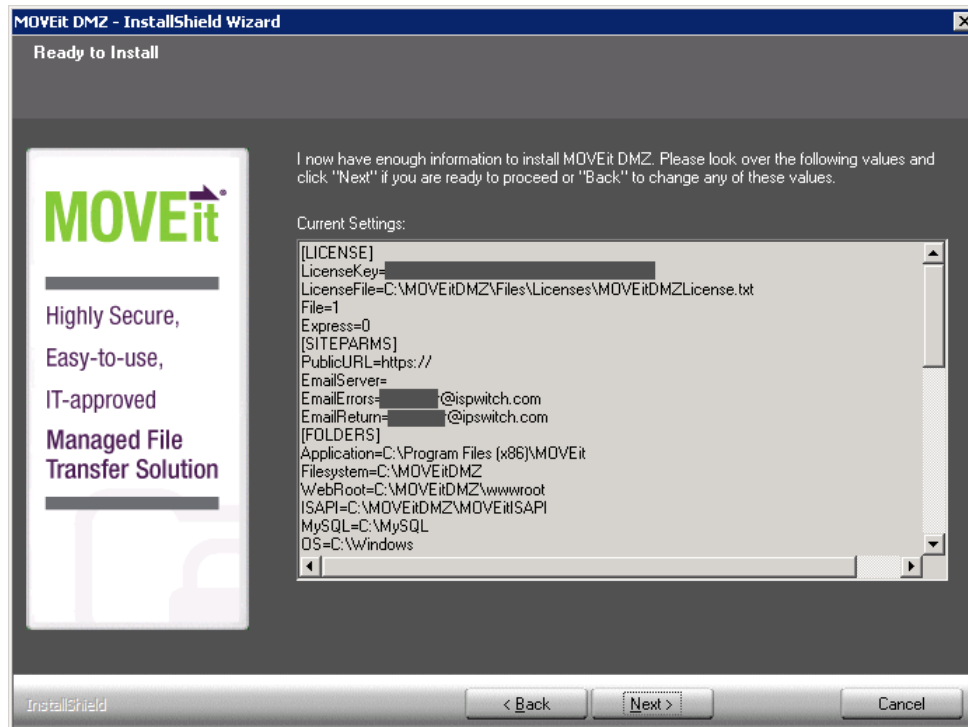 MOVEit DMZ - InstallShield Wizard
Ready to Install
I now have enough information to install MOVEit DMZ. Please look over the following values and
click "Next" if you are ready to proceed or "Back" to change any of these values.
MOVEit
Highly Secure,
Easy-to-use,
IT-approved
Managed File
Transfer Solution
Current Settings:
[LICENSE]
LicenseKey=
LicenseFile=C:\MOVEitDMZ\Files\Licenses\MOVEitDMZLicense.txt
File=1
Express=0
[SITEPARMS]
PublicURL=https://
EmailServer=
EmailErrors= @ispwitch.com
EmailReturn= @ipswitch.com
[FOLDERS]
Application=C:\Program Files (x86)\MOVEit
Filesystem=C:\MOVEitDMZ
WebRoot=C:\MOVEitDMZ\wwwroot
ISAPI=C:\MOVEitDMZ\MOVEitISAPI
MySQL=C:\MySQL
OS=C:\Windows
InstallShield
< Back
Next >
Cancel